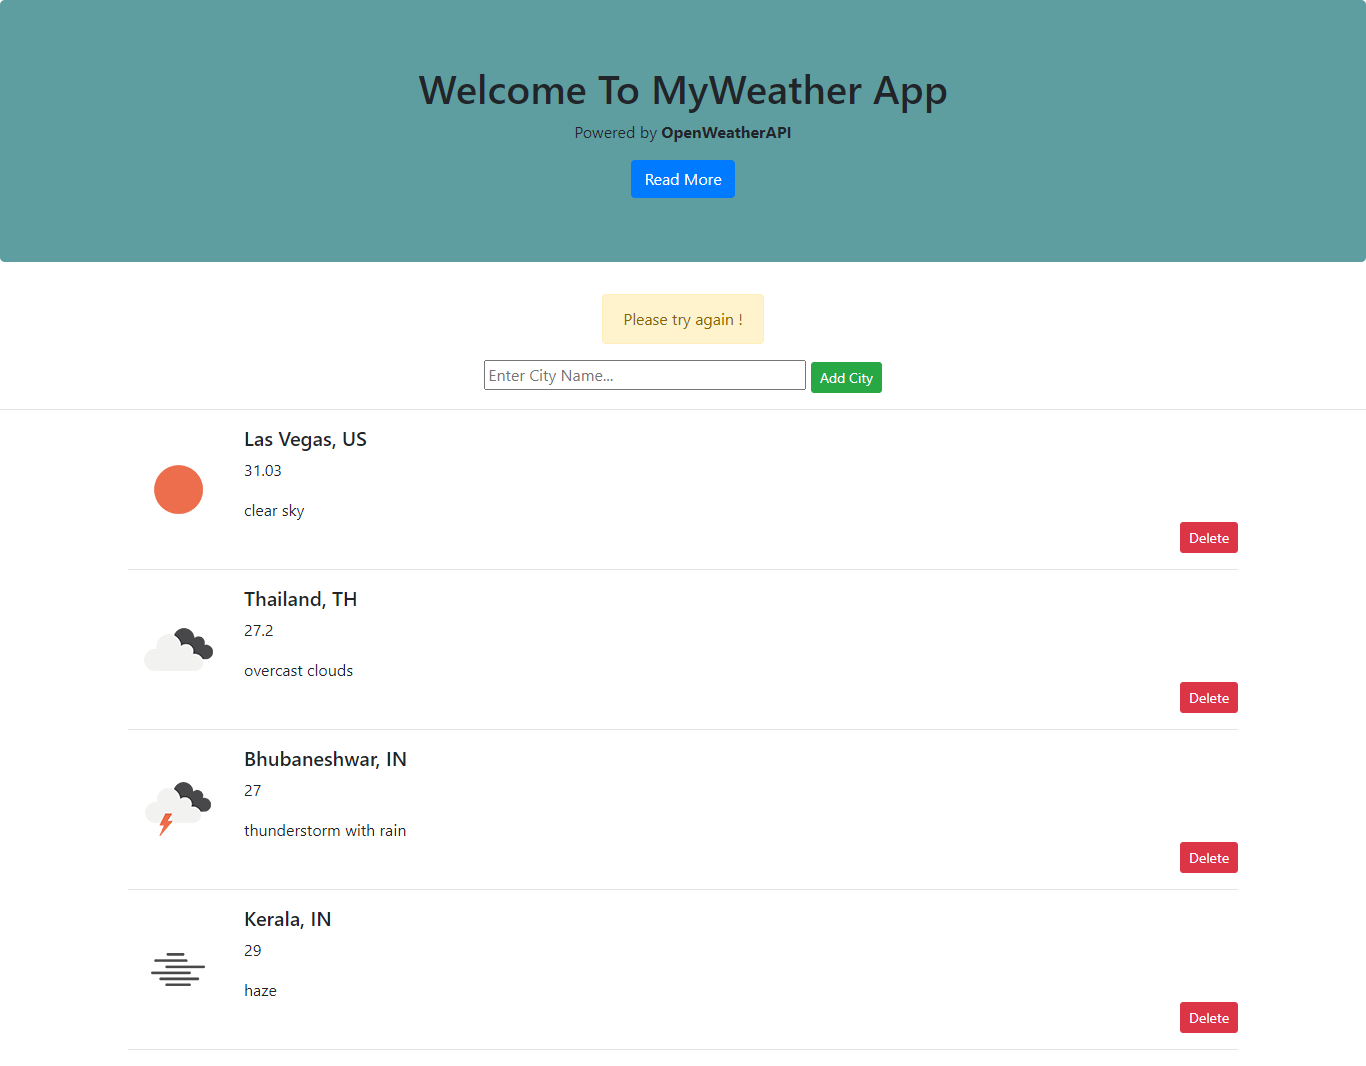 Welcome To MyWeather App
Powered by OpenWeatherAPI
Read More
Please try again !
Enter City Name...
Add City
Las Vegas, US
31.03
clear sky
Delete
Thailand, TH
27.2
overcast clouds
Delete
Bhubaneshwar, IN
27
thunderstorm with rain
Delete
Kerala, IN
29
haze
Delete